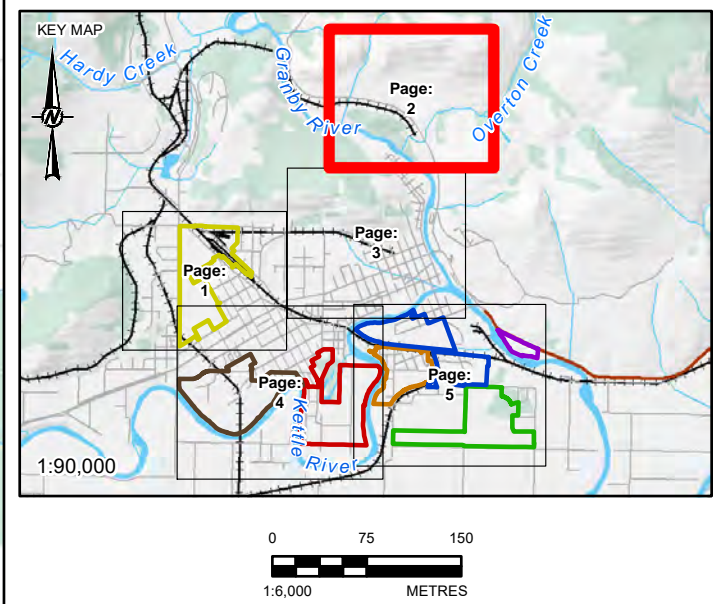 KEY MAP
Hardy Creek
Granby River
Overton Creek
N
Page:
2
Page:
3
Page:
1
Page:
4
Page:
5
Kettle River
1:90,000
0 75 150
1:6,000 METRES